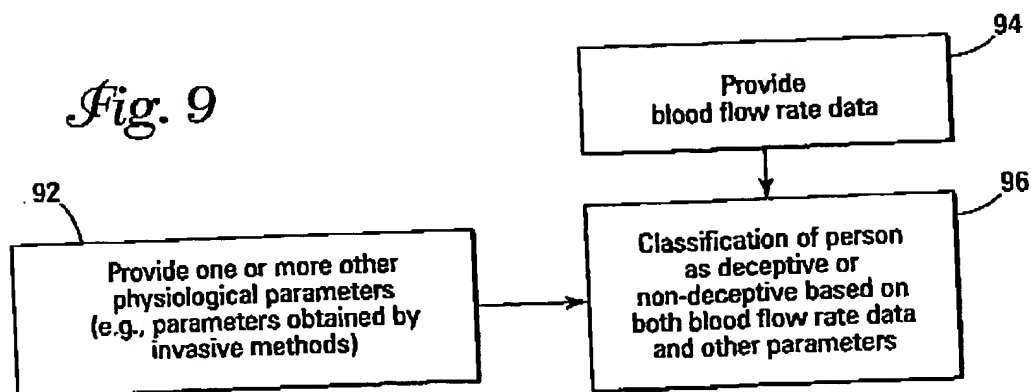 Fig. 9
94
Provide
blood flow rate data
92
96
Provide one or more other
physiological parameters
(e.g., parameters obtained by
invasive methods)
Classification of person
as deceptive or
non-deceptive based on
both blood flow rate data
and other parameters